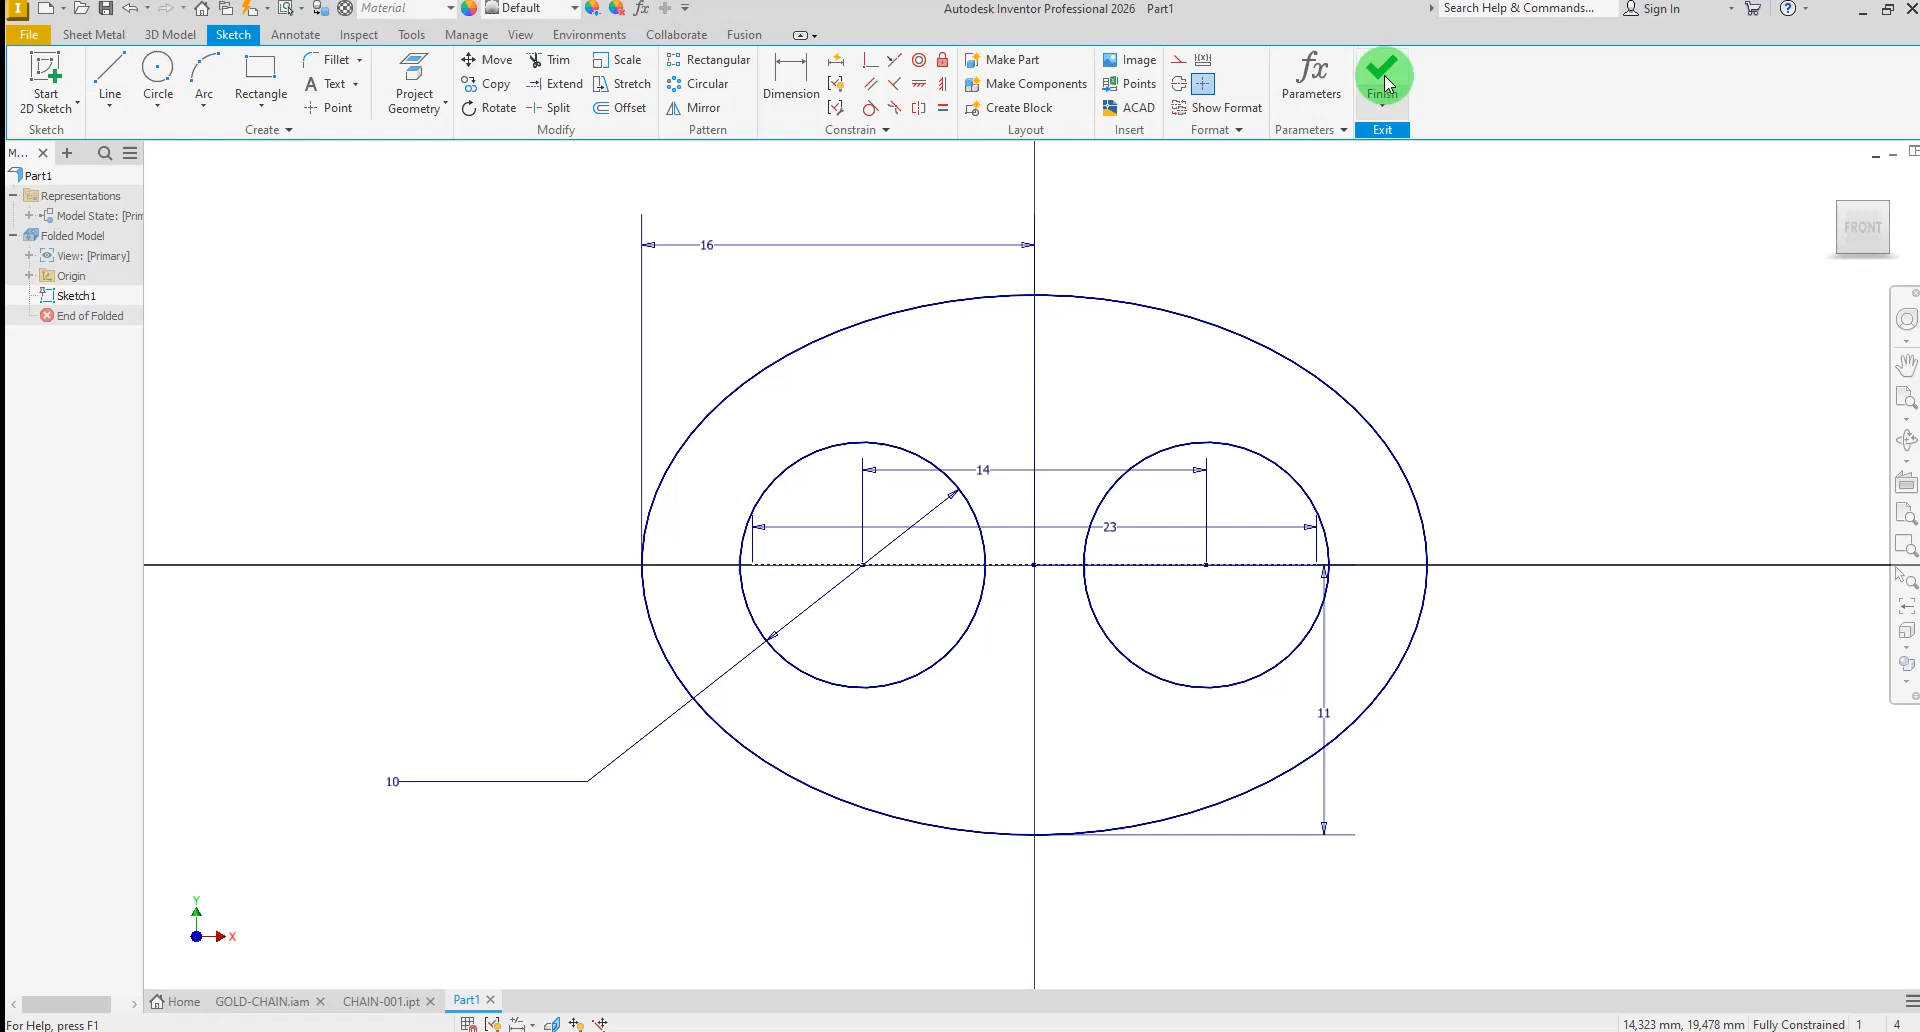 Material
Default
fx
Autodesk Inventor Professional 2026 Part1
Search Help & Commands...
Sign In
File
Sheet Metal
3D Model
Sketch
Annotate
Inspect
Tools
Manage
View
Environments
Collaborate
Fusion
Start
2D Sketch
Line
Circle
Arc
Rectangle
Fillet
Text
Point
Project
Geometry
Move
Copy
Rotate
Trim
Extend
Split
Scale
Stretch
Offset
Rectangular
Circular
Mirror
Dimension
Make Part
Make Components
Create Block
Image
Points
ACAD
Show Format
fx
Parameters
Finish
Sketch
Create
Modify
Pattern
Constrain
Layout
Insert
Format
Parameters
Exit
M...
Part1
Representations
Model State: [Prim
Folded Model
View: [Primary]
Origin
Sketch1
End of Folded
FRONT
16
14
23
11
10
Y
X
Home
GOLD-CHAIN.iam
CHAIN-001.ipt
Part1
For Help, press F1
14,323 mm, 19,478 mm Fully Constrained 1 4